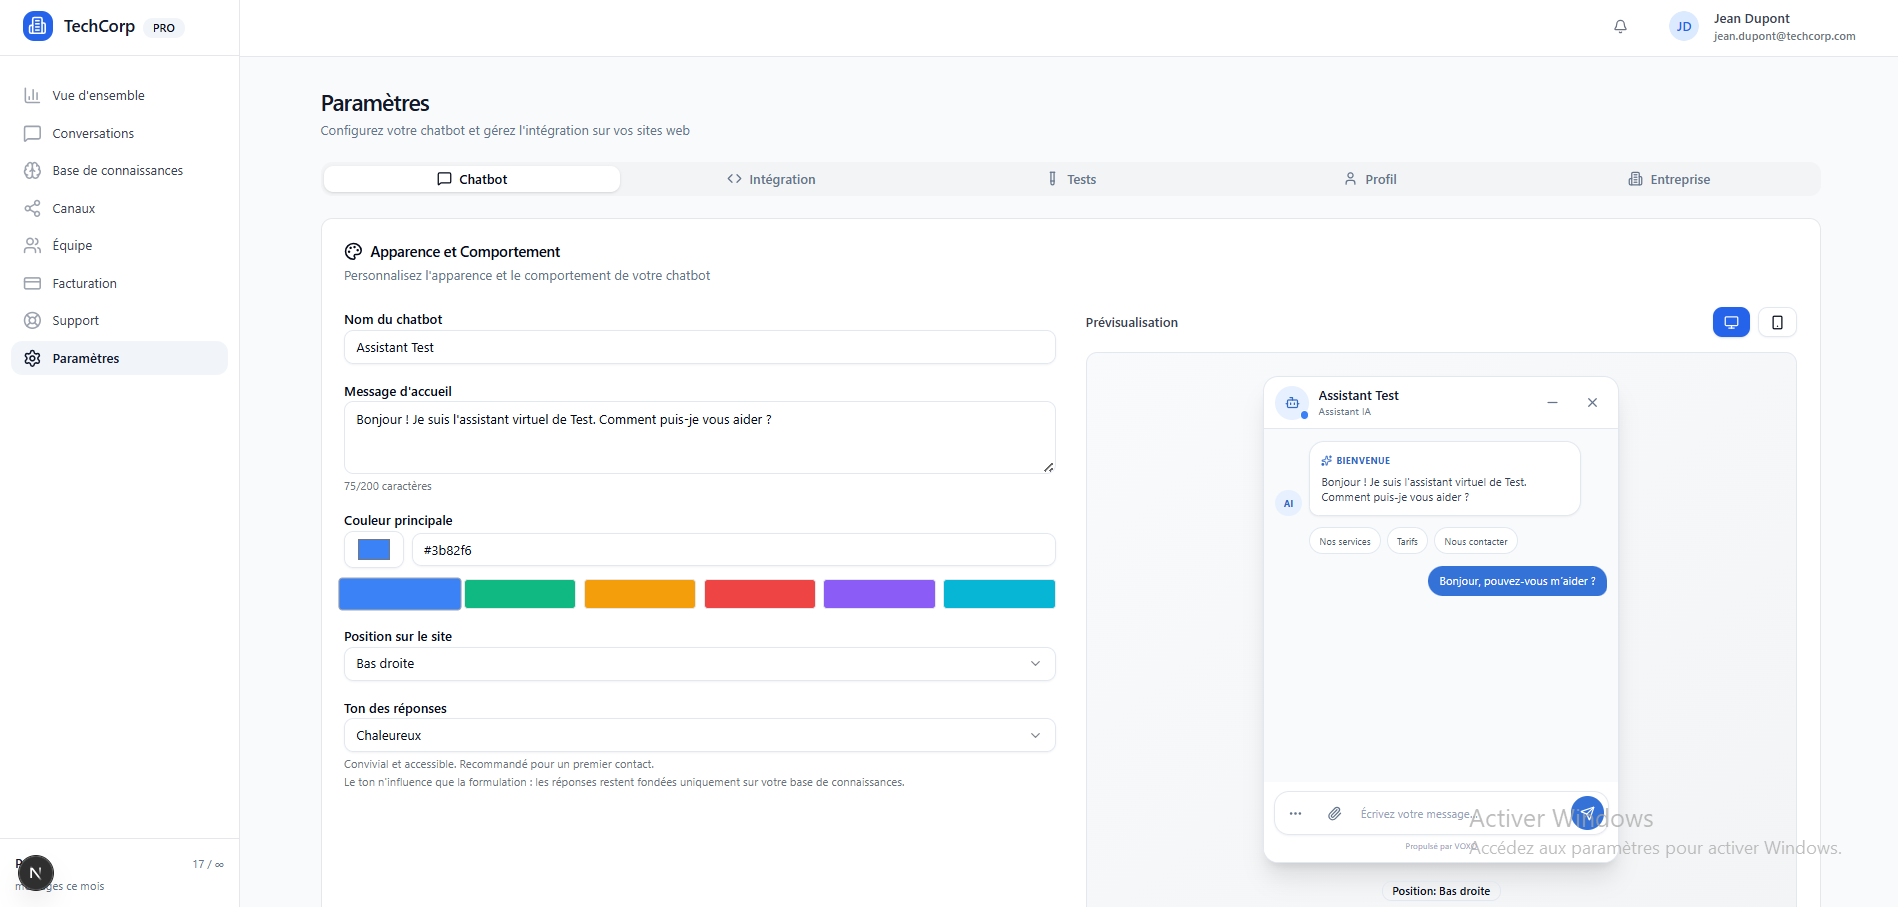 TechCorp PRO
Jean Dupont
JD
jean.dupont@techcorp.com
Vue d'ensemble
Conversations
Base de connaissances
Canaux
Équipe
Facturation
Support
Paramètres
17 / ∞
ges ce mois
N
Paramètres
Configurez votre chatbot et gérez l'intégration sur vos sites web
Chatbot
Intégration
Tests
Profil
Entreprise
Apparence et Comportement
Personnalisez l'apparence et le comportement de votre chatbot
Nom du chatbot
Assistant Test
Message d'accueil
Bonjour ! Je suis l'assistant virtuel de Test. Comment puis-je vous aider ?
75/200 caractères
Couleur principale
#3b82f6
Position sur le site
Bas droite
Ton des réponses
Chaleureux
Convivial et accessible. Recommandé pour un premier contact.
Le ton n'influence que la formulation : les réponses restent fondées uniquement sur votre base de connaissances.
Prévisualisation
Assistant Test
Assistant IA
BIENVENUE
Bonjour ! Je suis l'assistant virtuel de Test.
Comment puis-je vous aider ?
AI
Nos services
Tarifs
Nous contacter
Bonjour, pouvez-vous m'aider ?
Écrivez votre message...
Propulsé par VOXO
Position: Bas droite
Activer Windows
Accédez aux paramètres pour activer Windows.